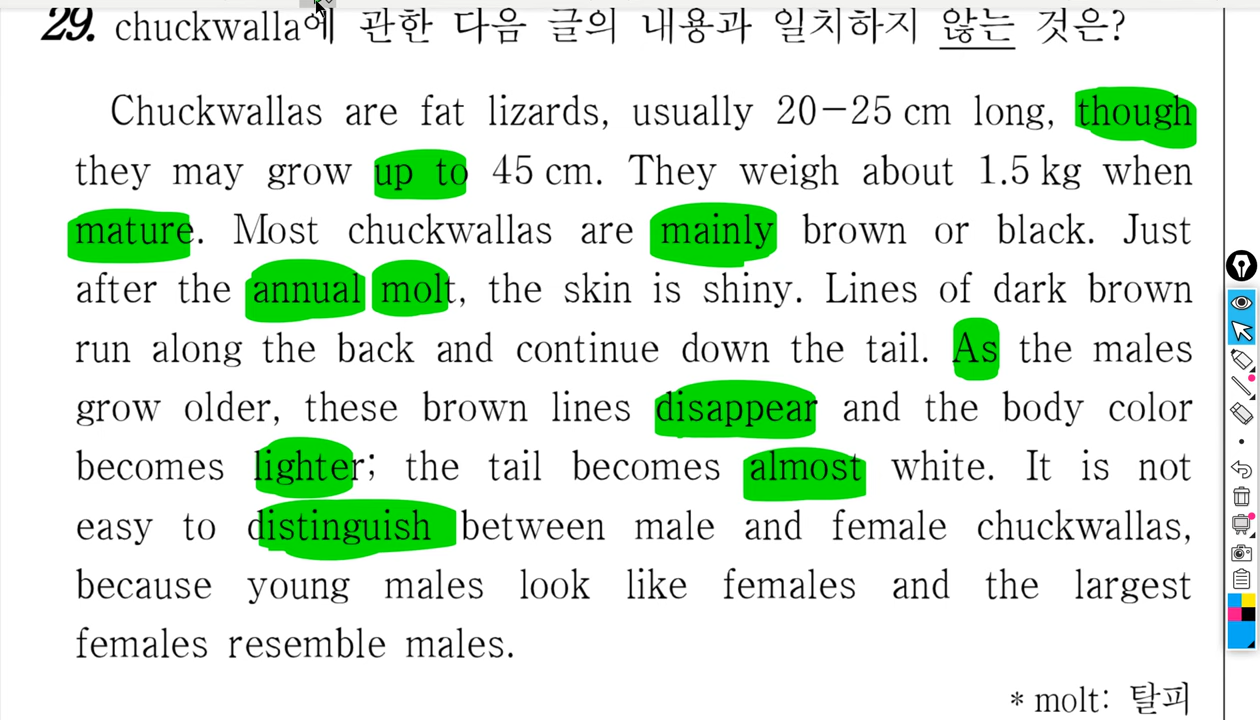 29. chuckwalla에 관한 다음 글의 내용과 일치하지 않는 것은?
Chuckwallas are fat lizards, usually 20－25 cm long, though
they may grow up to 45 cm. They weigh about 1.5 kg when
mature. Most chuckwallas are mainly brown or black. Just
after the annual molt, the skin is shiny. Lines of dark brown
run along the back and continue down the tail. As the males
grow older, these brown lines disappear and the body color
becomes lighter; the tail becomes almost white. It is not
easy to distinguish between male and female chuckwallas,
because young males look like females and the largest
females resemble males.
* molt: 탈피